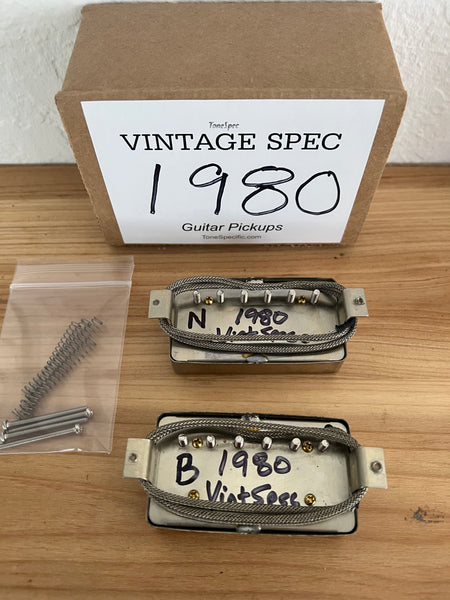 ToneSpec
VINTAGE SPEC
1980
Guitar Pickups
ToneSpecific.com
N 1980
VintSpec
B 1980
VintSpec